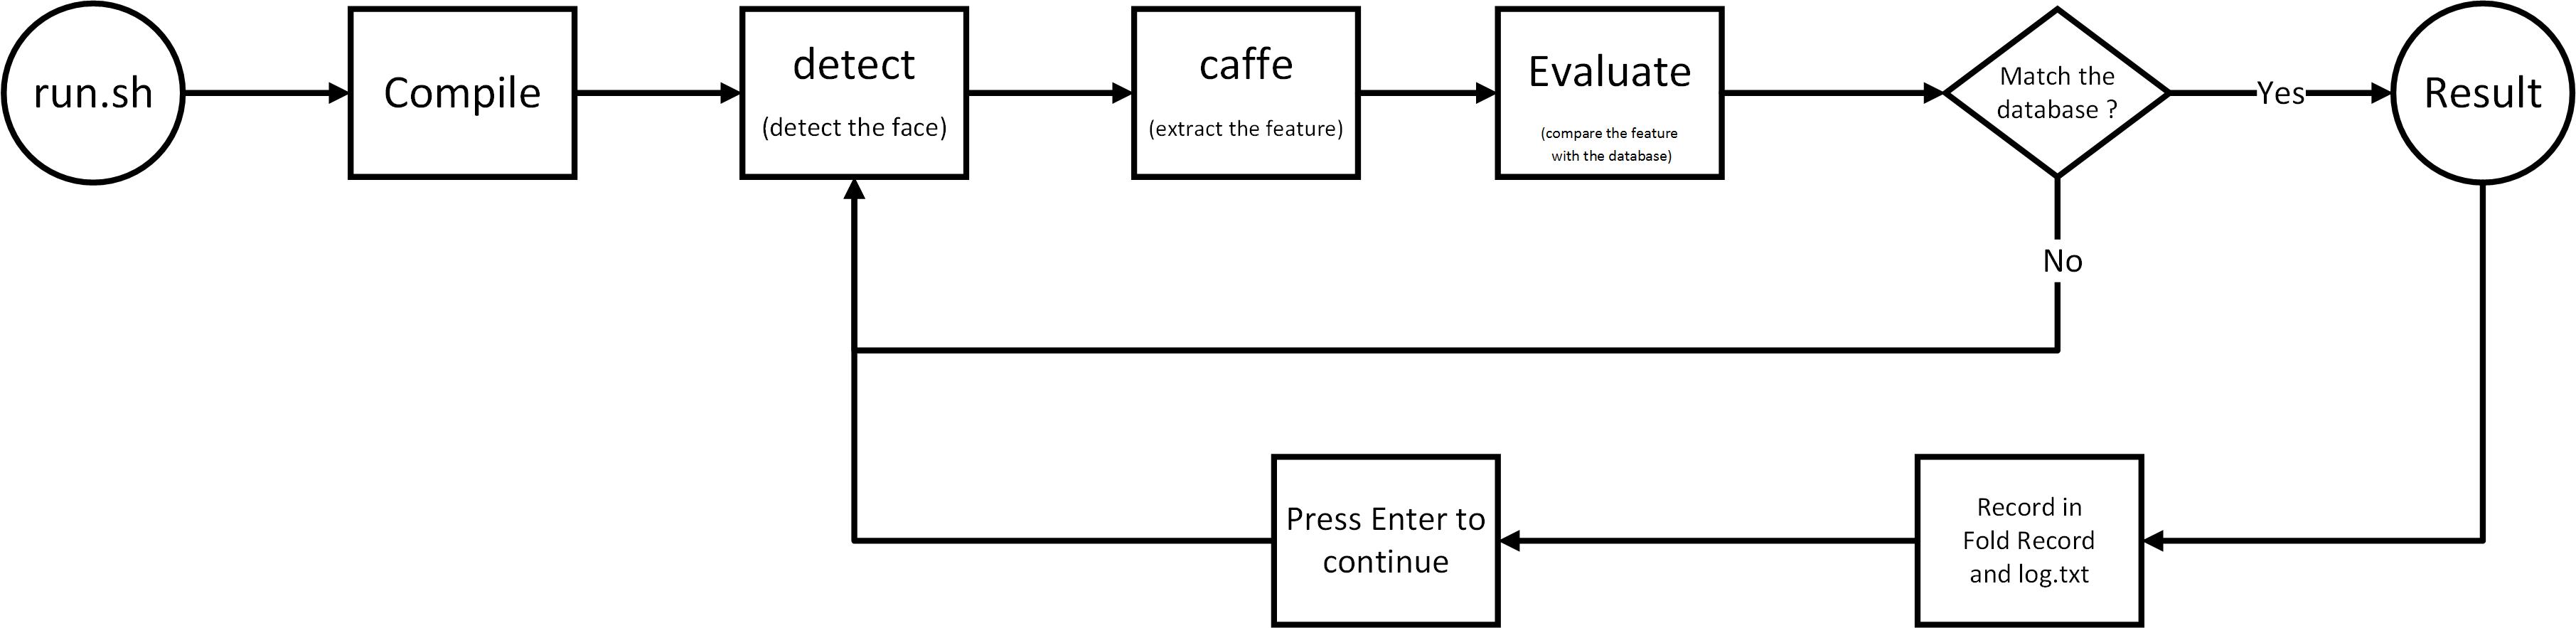 run.sh
Compile
detect
(detect the face)
caffe
(extract the feature)
Evaluate
(compare the feature
with the database)
Match the
database ?
Yes
Result
No
Press Enter to
continue
Record in
Fold Record
and log.txt